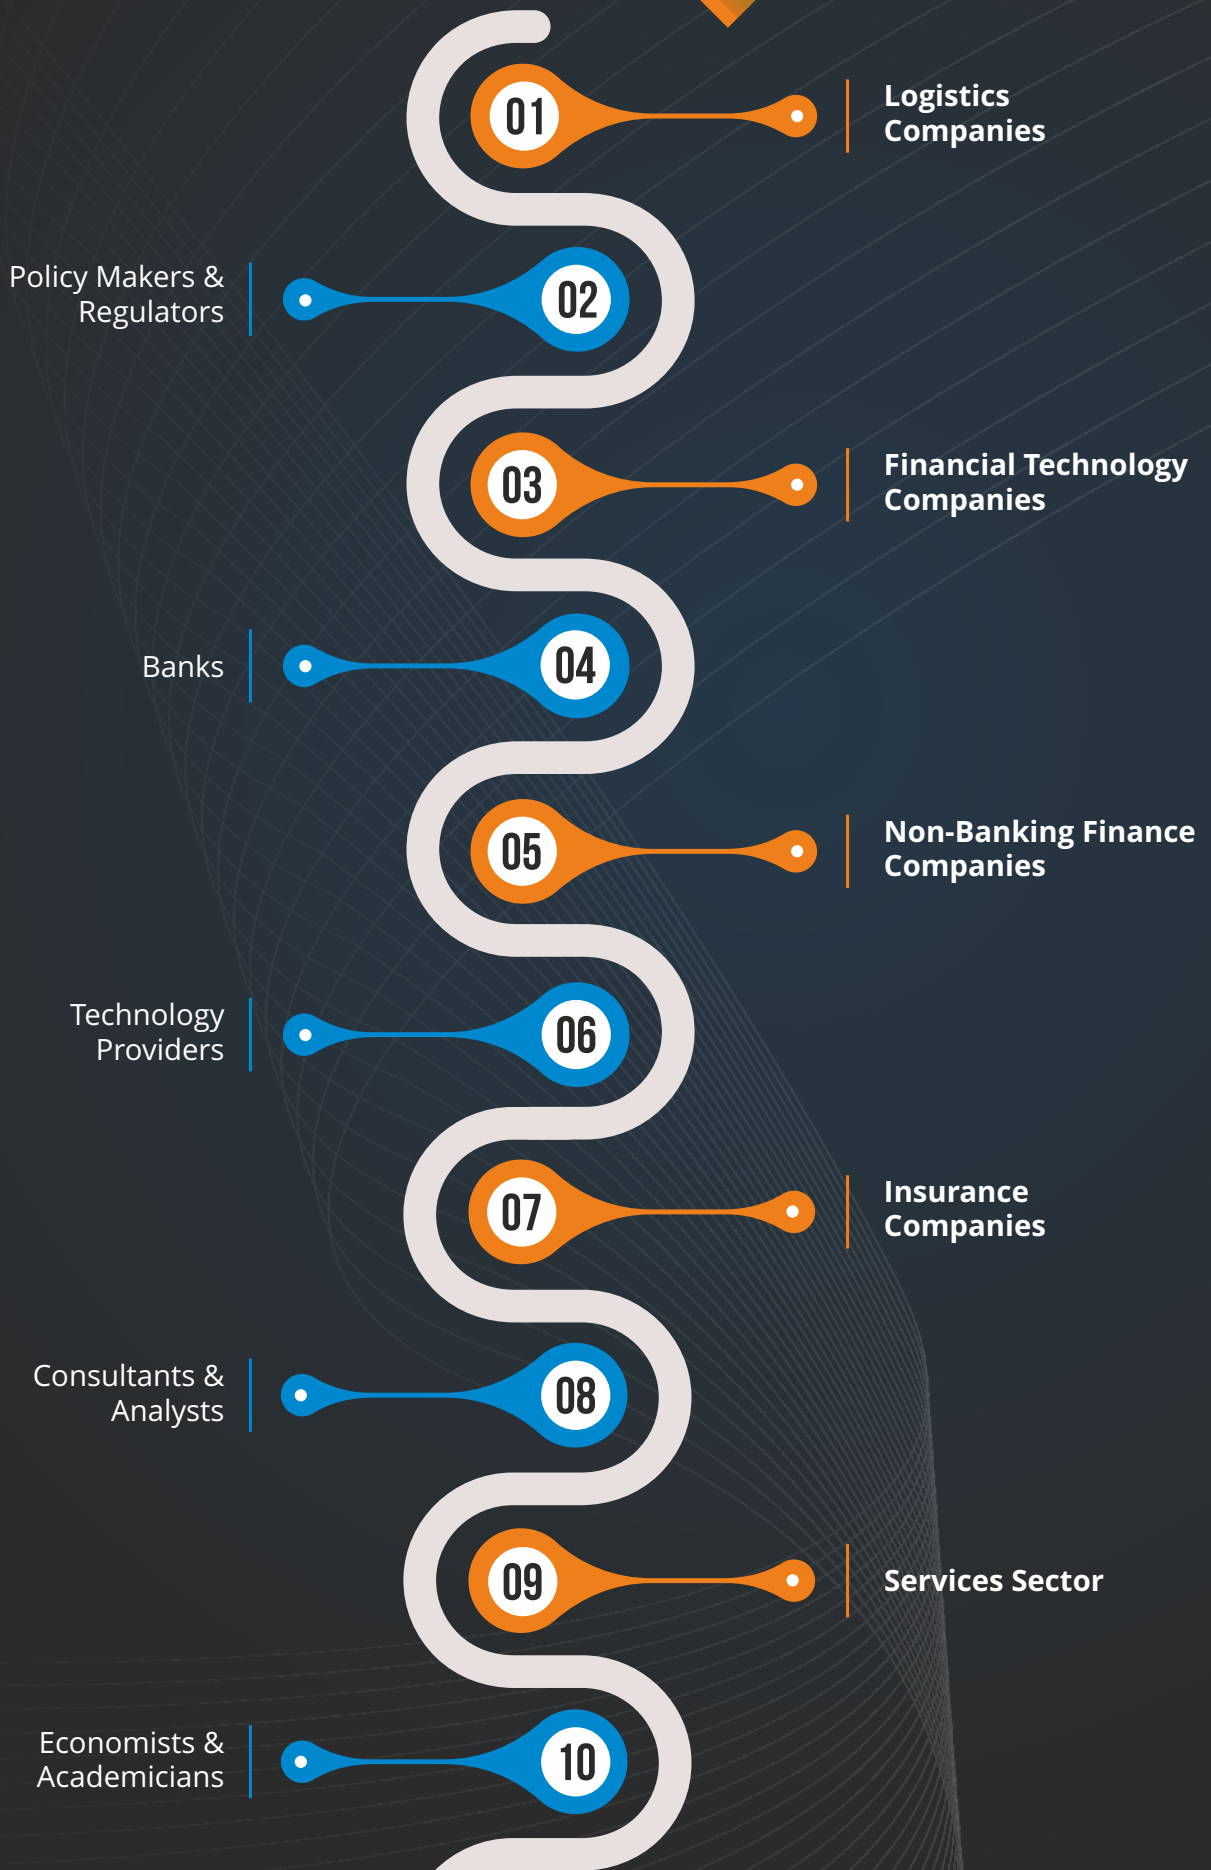 01
Logistics
Companies
Policy Makers &
Regulators
02
03
Financial Technology
Companies
Banks
04
05
Non-Banking Finance
Companies
Technology
Providers
06
07
Insurance
Companies
Consultants &
Analysts
08
09
Services Sector
Economists &
Academicians
10